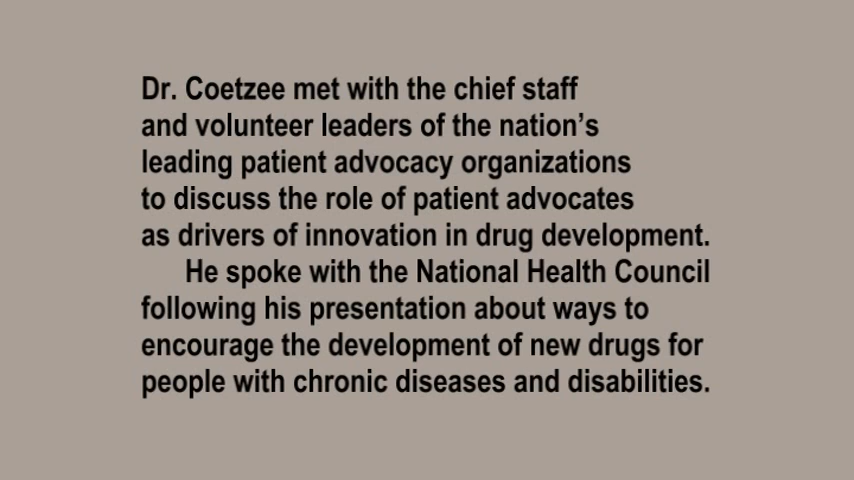 Dr. Coetzee met with the chief staff
and volunteer leaders of the nation’s
leading patient advocacy organizations
to discuss the role of patient advocates
as drivers of innovation in drug development.
He spoke with the National Health Council
following his presentation about ways to
encourage the development of new drugs for
people with chronic diseases and disabilities.